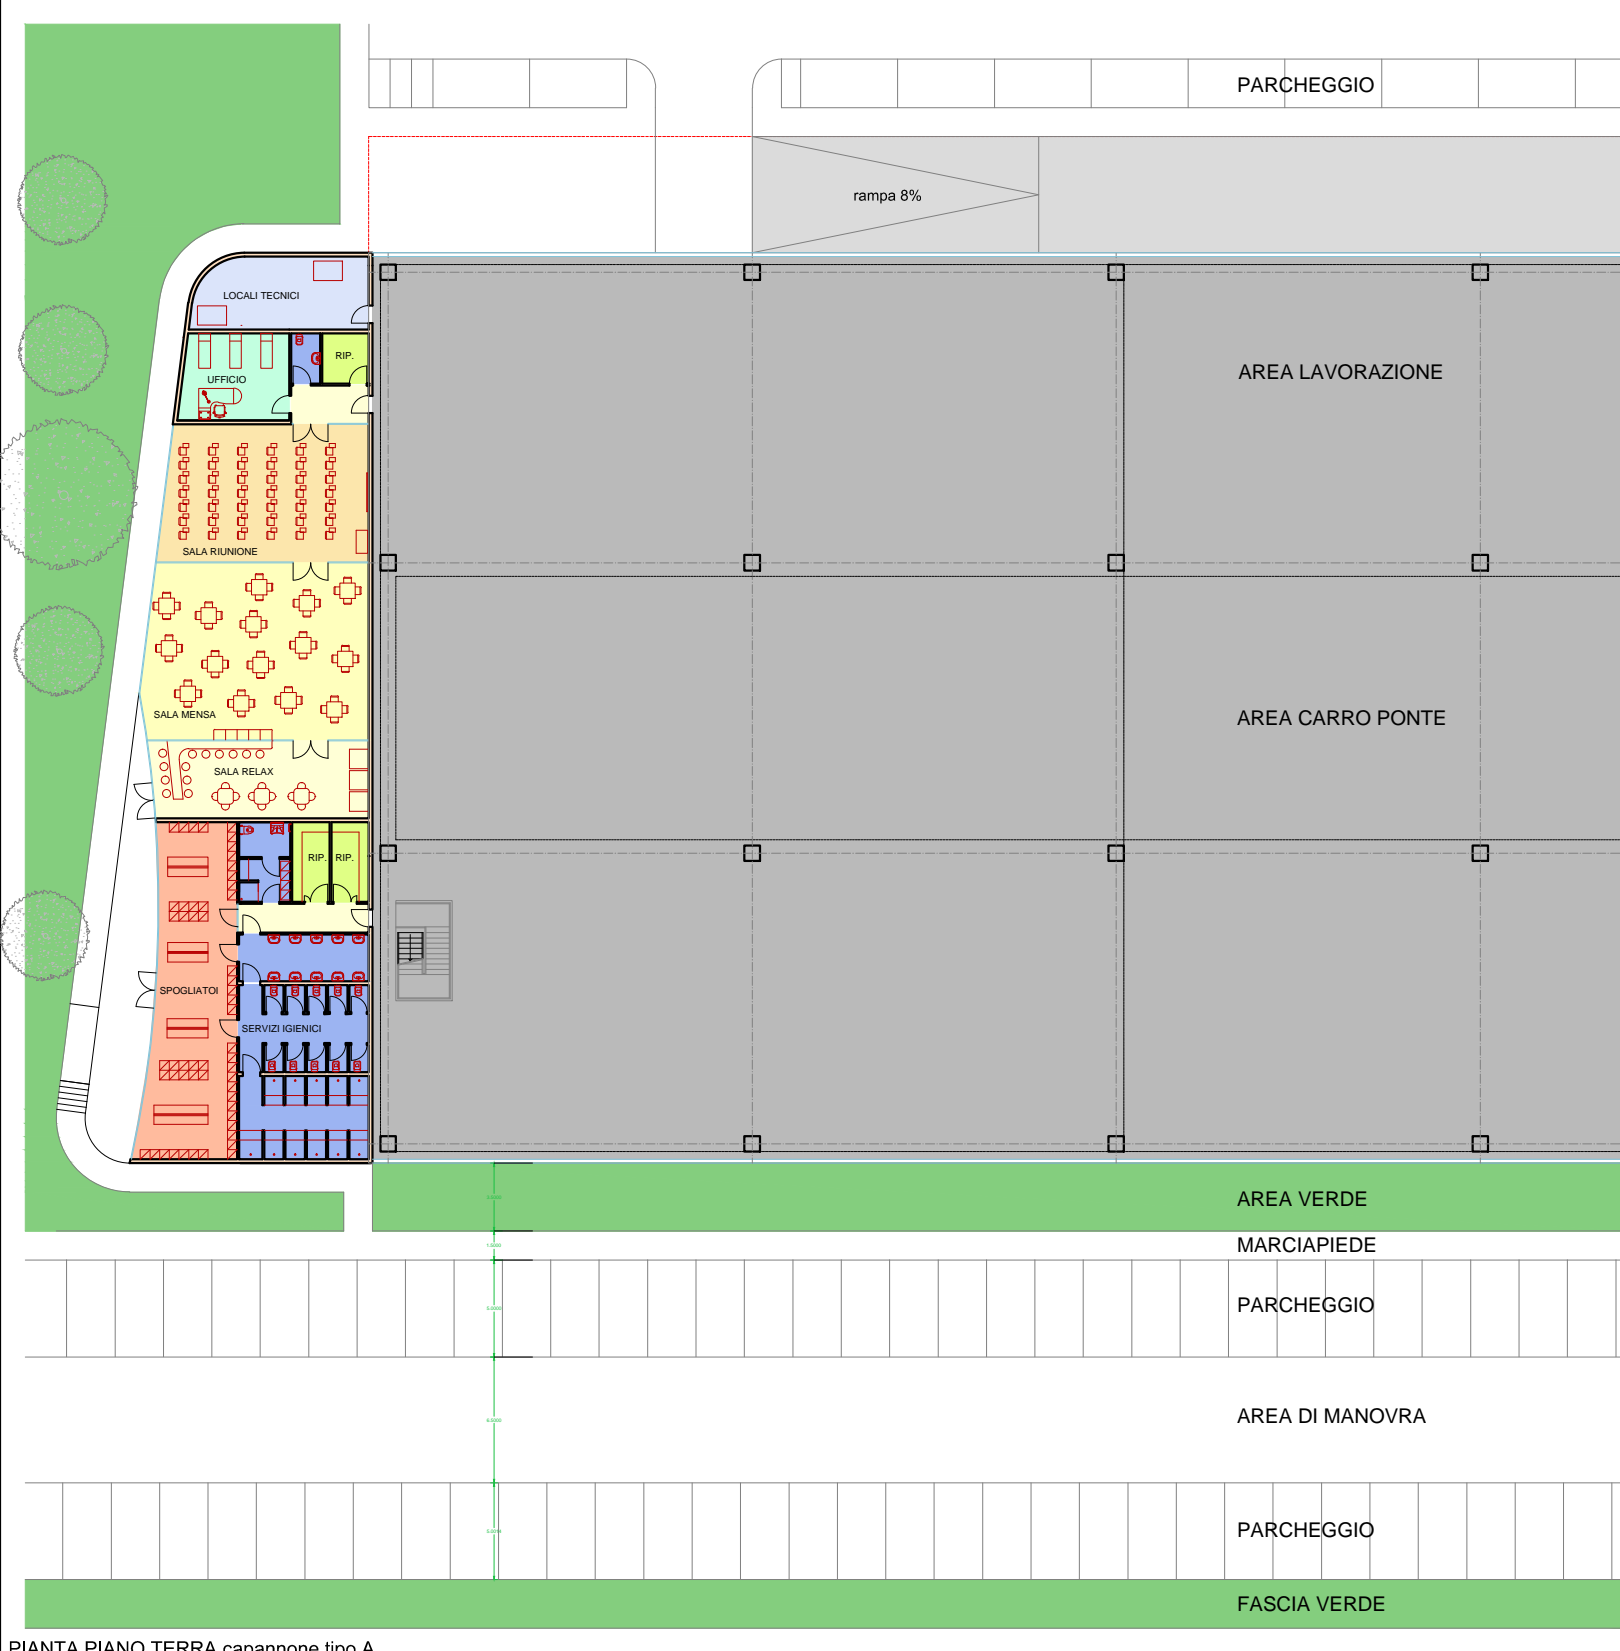 PARCHEGGIO
rampa 8%
LOCALI TECNICI
RIP.
UFFICIO
AREA LAVORAZIONE
SALA RIUNIONE
SALA MENSA
AREA CARRO PONTE
SALA RELAX
RIP. RIP.
SPOGLIATOI
SERVIZI IGIENICI
AREA VERDE
MARCIAPIEDE
PARCHEGGIO
AREA DI MANOVRA
PARCHEGGIO
FASCIA VERDE
PIANTA PIANO TERRA capannone tipo A